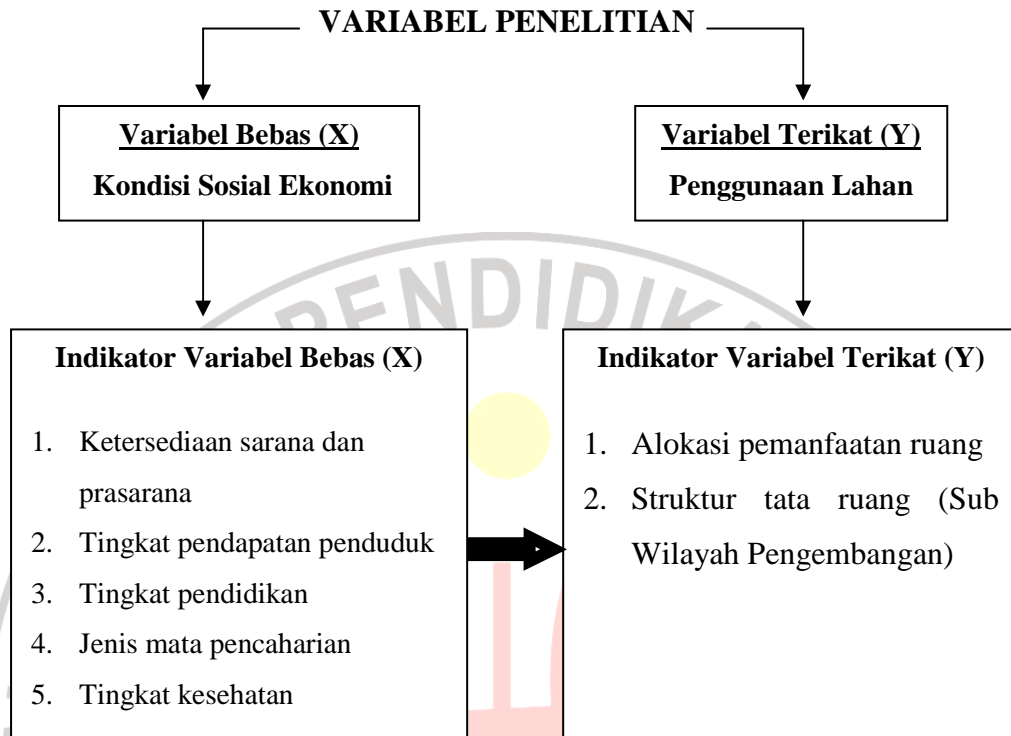 VARIABEL PENELITIAN
Variabel Bebas (X)
Kondisi Sosial Ekonomi
Variabel Terikat (Y)
Penggunaan Lahan
PENDIDIKA
Indikator Variabel Bebas (X)
1. Ketersediaan sarana dan
prasarana
2. Tingkat pendapatan penduduk
3. Tingkat pendidikan
4. Jenis mata pencaharian
5. Tingkat kesehatan
Indikator Variabel Terikat (Y)
1. Alokasi pemanfaatan ruang
2. Struktur tata ruang (Sub
Wilayah Pengembangan)